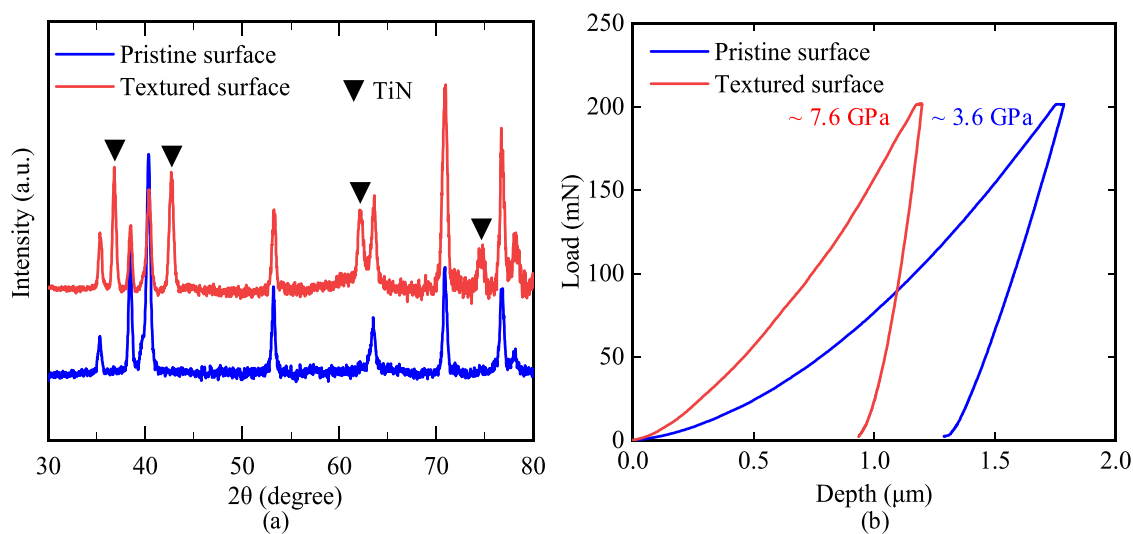 Pristine surface
Textured surface
TiN
Intensity (a.u.)
30 40 50 60 70 80
2θ (degree)
(a)
250
200
150
100
50
0
Pristine surface
Textured surface
~ 7.6 GPa ~ 3.6 GPa
Load (mN)
0.0 0.5 1.0 1.5 2.0
Depth (μm)
(b)